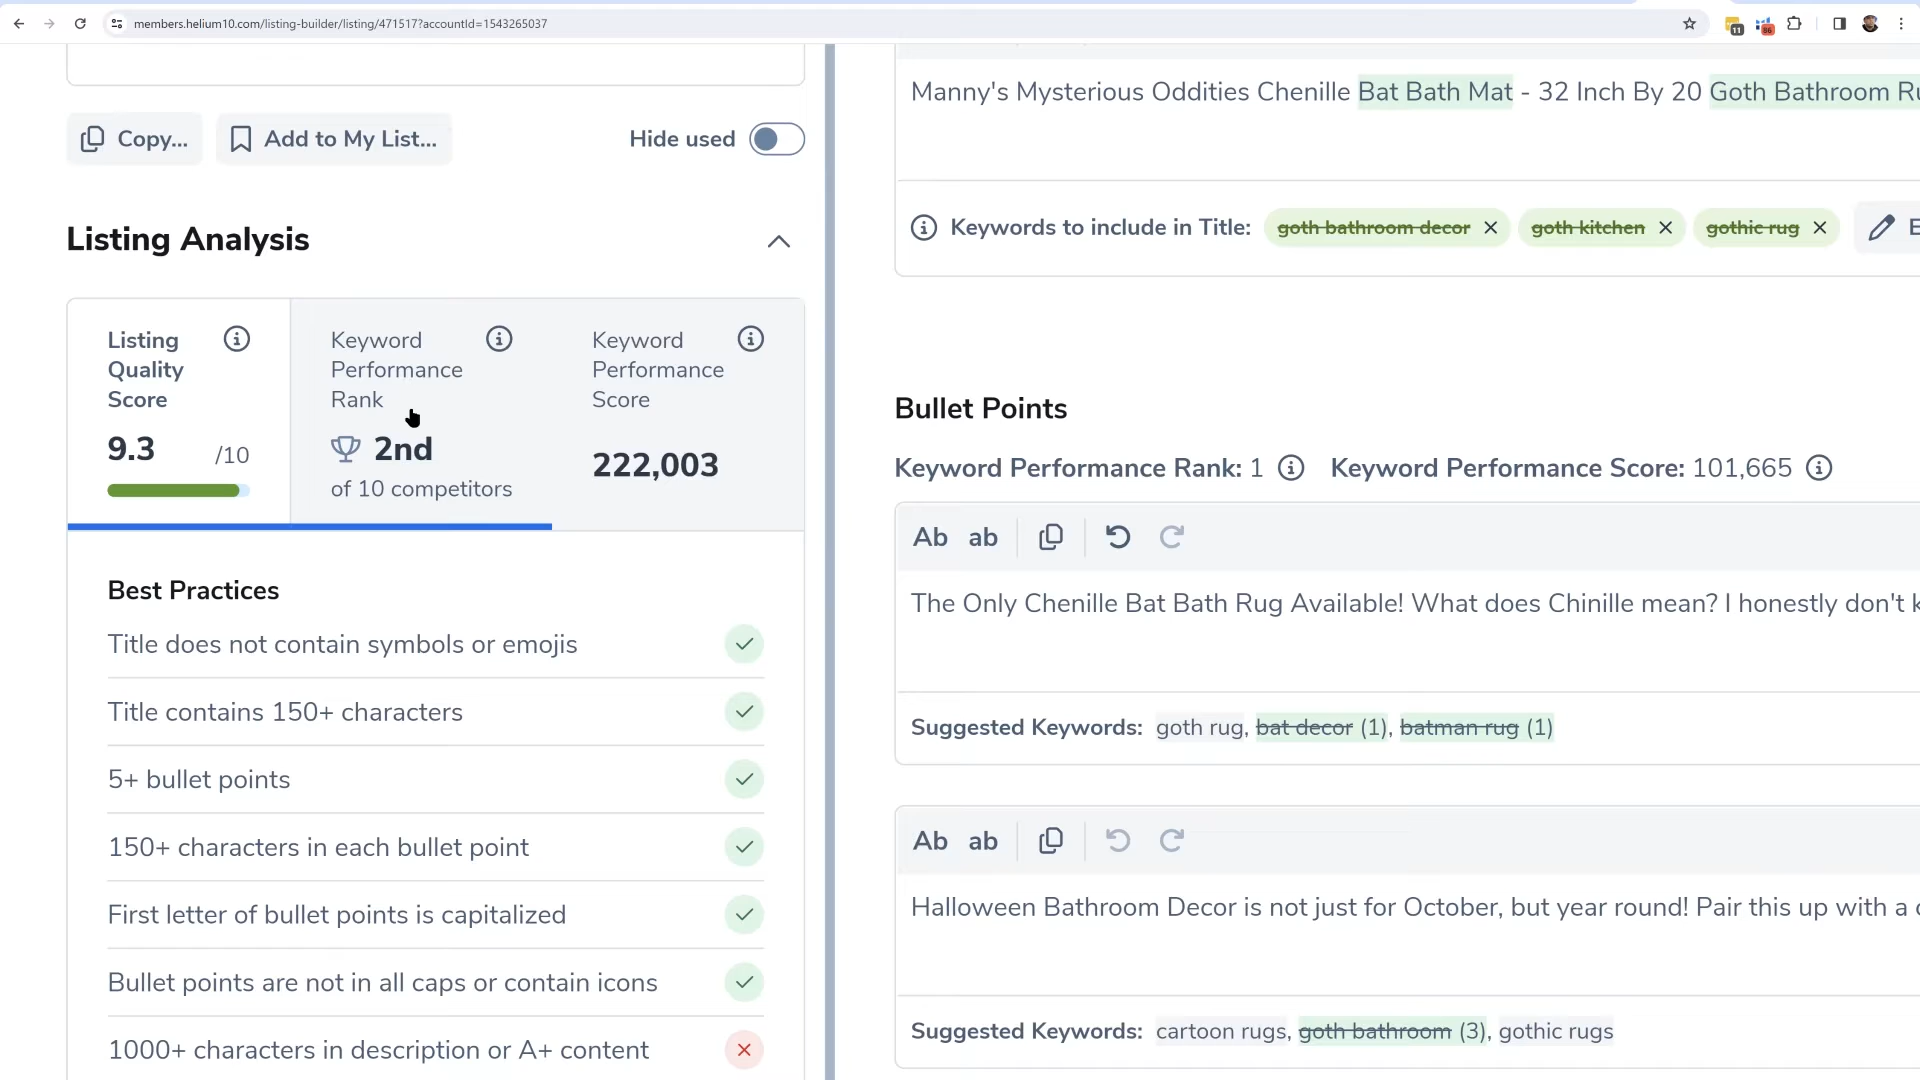 members.helium10.com/listing-builder/listing/471517?accountId=1543265037
11
86
Copy...
Add to My List...
Hide used
Listing Analysis
Listing
Quality
Score
9.3 /10
Keyword
Performance
Rank
2nd
of 10 competitors
Keyword
Performance
Score
222,003
Best Practices
Title does not contain symbols or emojis
Title contains 150+ characters
5+ bullet points
150+ characters in each bullet point
First letter of bullet points is capitalized
Bullet points are not in all caps or contain icons
1000+ characters in description or A+ content
Manny's Mysterious Oddities Chenille Bat Bath Mat - 32 Inch By 20 Goth Bathroom
Keywords to include in Title: goth bathroom decor goth kitchen gothic rug
Bullet Points
Keyword Performance Rank: 1 Keyword Performance Score: 101,665
Ab ab
The Only Chenille Bat Bath Rug Available! What does Chinille mean? I honestly don't
Suggested Keywords: goth rug, bat decor (1), batman rug (1)
Ab ab
Halloween Bathroom Decor is not just for October, but year round! Pair this up with a
Suggested Keywords: cartoon rugs, goth bathroom (3), gothic rugs